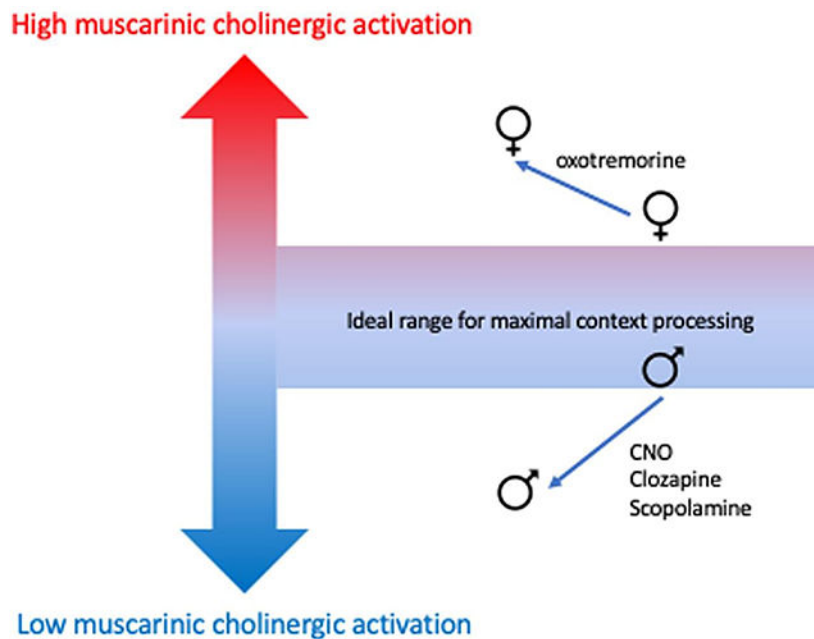 High muscarinic cholinergic activation
oxotremorine
Ideal range for maximal context processing
CNO
Clozapine
Scopolamine
Low muscarinic cholinergic activation